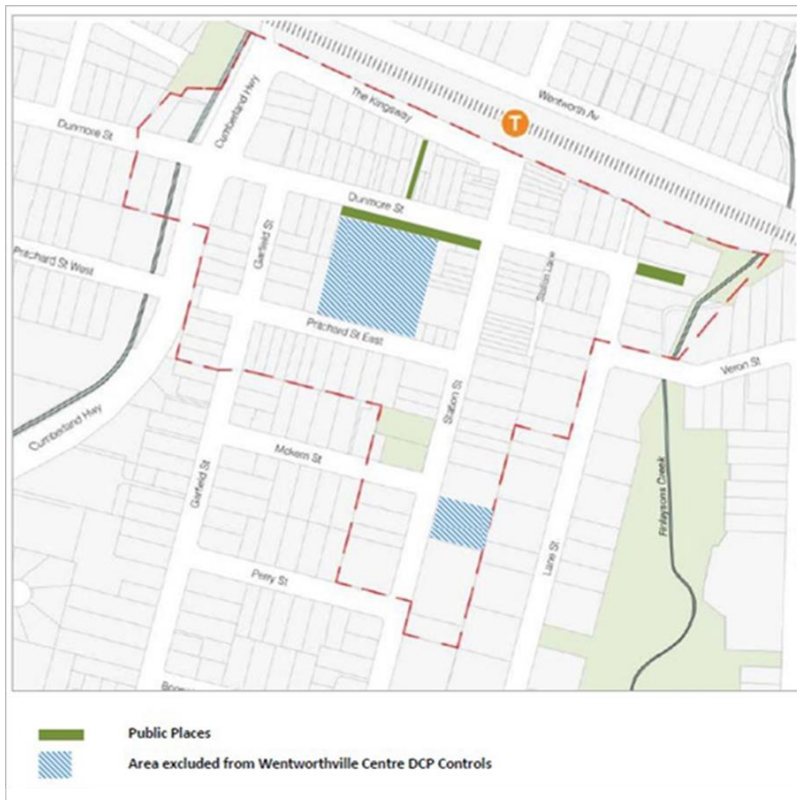 Cumberland Hwy
The Kingsway
Wentworth Av
T
Dunmore St
Dunmore St
Garfield St
Station Lane
Pritchard St West
Pritchard St East
Veron St
Station St
Cumberland Hwy
Mckern St
Garfield St
Finlaysons Creek
Lane St
Perry St
Public Places
Area excluded from Wentworthville Centre DCP Controls